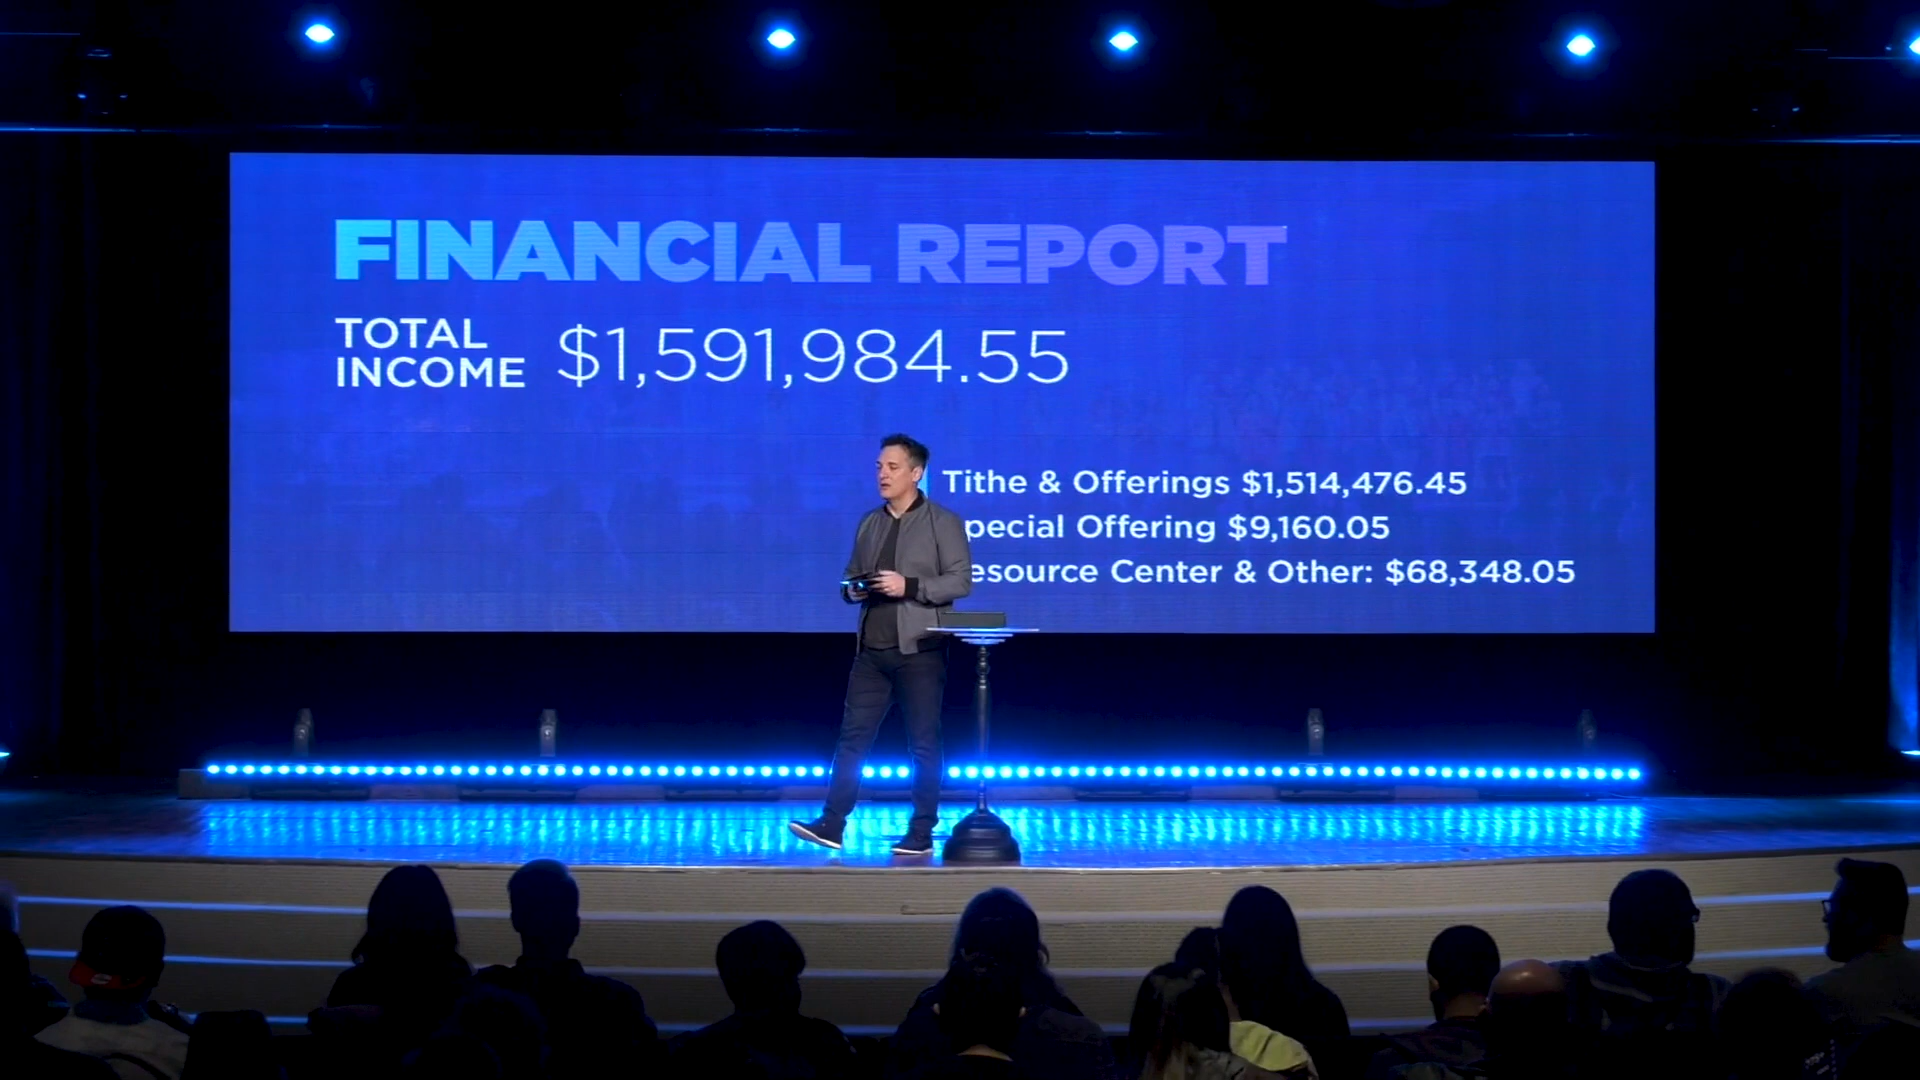 FINANCIAL REPORT
TOTAL INCOME $1,591,984.55
Tithe & Offerings $1,514,476.45
pecial Offering $9,160.05
esource Center & Other: $68,348.05